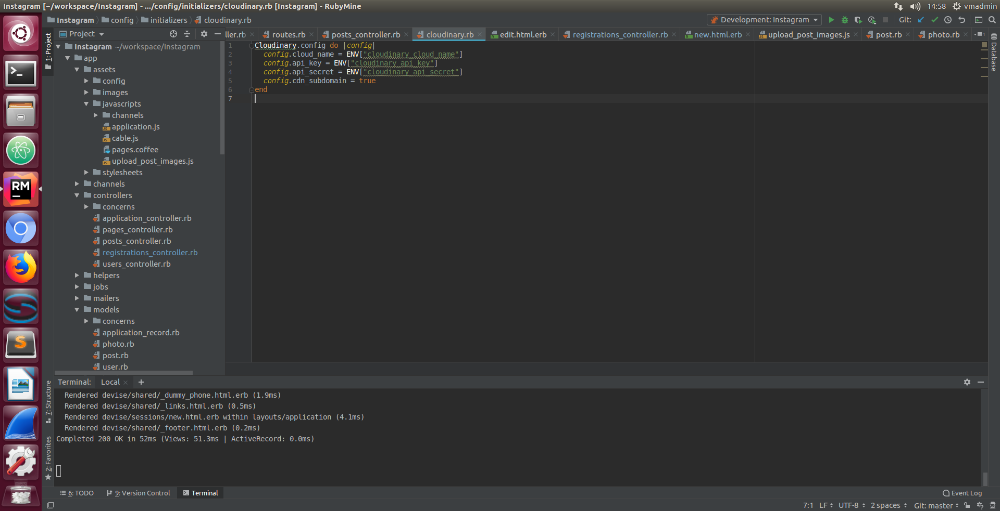 Instagram [~/workspace/Instagram] - .../config/initializers/cloudinary.rb [Instagram] - RubyMine
14:58
vmadmin
Instagram
config
initializers
cloudinary.rb
Development: Instagram
Git:
1: Project
Project
ller.rb
routes.rb
posts_controller.rb
cloudinary.rb
edit.html.erb
registrations_controller.rb
new.html.erb
upload_post_images.js
post.rb
photo.rb
Database
Instagram ~/workspace/Instagram
app
assets
config
images
javascripts
channels
application.js
cable.js
pages.coffee
upload_post_images.js
stylesheets
channels
controllers
concerns
application_controller.rb
pages_controller.rb
posts_controller.rb
registrations_controller.rb
users_controller.rb
helpers
jobs
mailers
models
concerns
application_record.rb
photo.rb
post.rb
user.rb
1 Cloudinary.config do |config|
2 config.cloud_name = ENV["cloudinary_cloud_name"]
3 config.api_key = ENV["cloudinary_api_key"]
4 config.api_secret = ENV["cloudinary_api_secret"]
5 config.cdn_subdomain = true
6 end
7
RM
S
7: Structure
2: Favorites
Terminal:
Local
Rendered devise/shared/_dummy_phone.html.erb (1.9ms)
Rendered devise/shared/_links.html.erb (0.5ms)
Rendered devise/sessions/new.html.erb within layouts/application (4.1ms)
Rendered devise/shared/_footer.html.erb (0.2ms)
Completed 200 OK in 52ms (Views: 51.3ms | ActiveRecord: 0.0ms)
6: TODO
9: Version Control
Terminal
Event Log
7:1
LF
UTF-8
2 spaces
Git: master